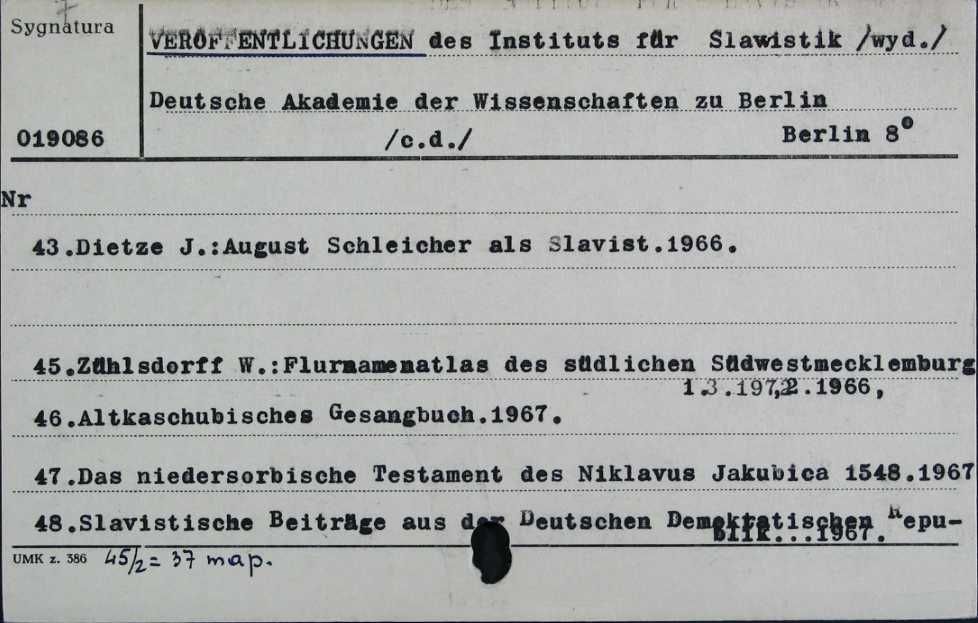 Sygnatura
VERÖFFENTLICHUNGEN des Instituts für Slawistik /wyd./
Deutsche Akademie der Wissenschaften zu Berlin
019086 /c.d./ Berlin 8°
Nr
43.Dietze J.:August Schleicher als Slavist.1966.
45.Zühlsdorff W.:Flurnamenatlas des südlichen Südwestmecklemburg
1.3.1972,2.1966,
46.Altkaschubisches Gesangbuch.1967.
47.Das niedersorbische Testament des Niklavus Jakubica 1548.1967
48.Slavistische Beiträge aus der Deutschen Demokratischen Repu-
blik...1967.
UMK z. 386 45/2 = 37 map.